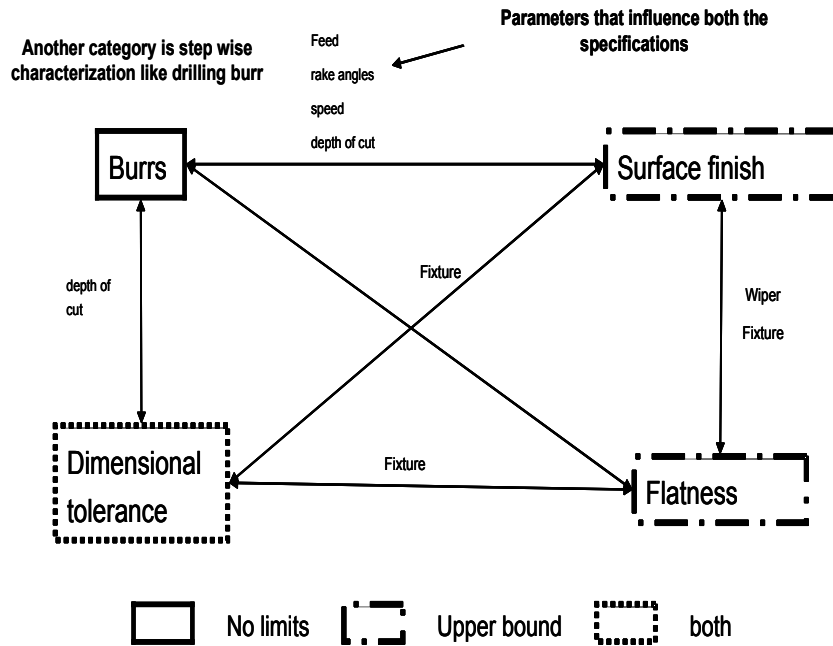 Another category is step wise
characterization like drilling burr
Feed
rake angles
speed
depth of cut
Parameters that influence both the
specifications
Burrs
Surface finish
depth of
cut
Fixture
Wiper
Fixture
Dimensional
tolerance
Fixture
Flatness
No limits
Upper bound
both